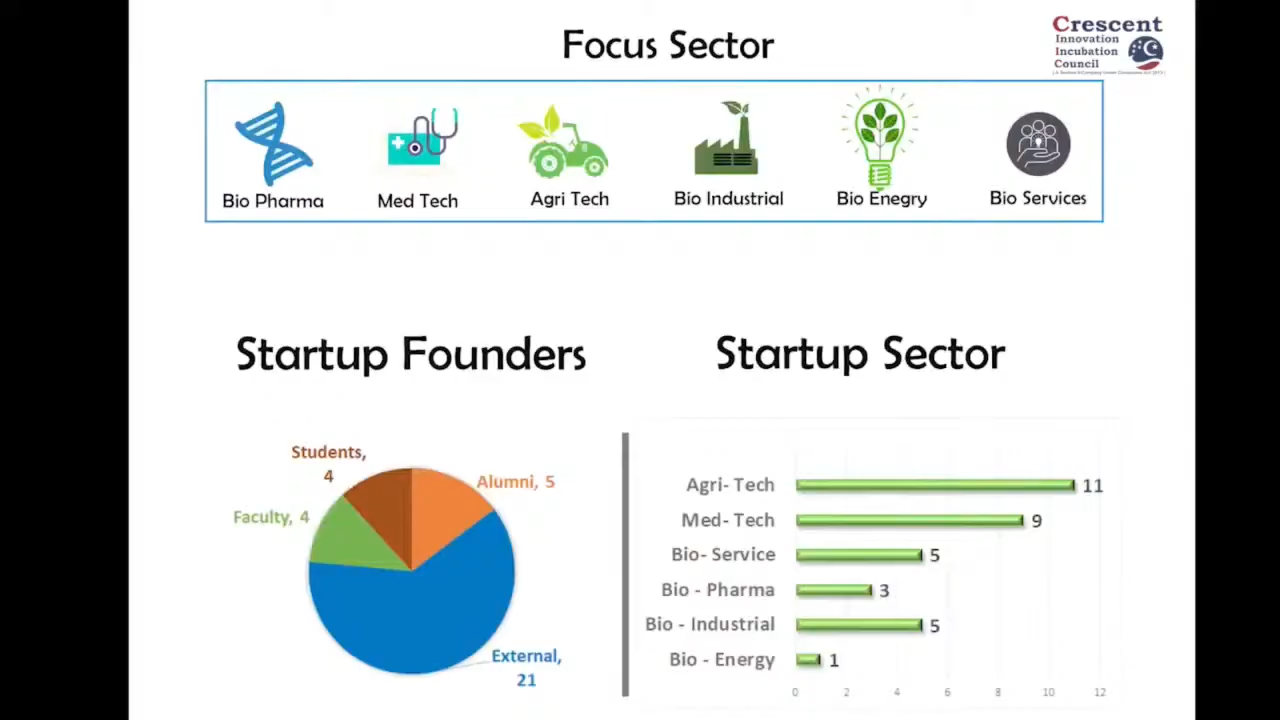 Focus Sector
Crescent
Innovation
Incubation
Council
Bio Pharma
Med Tech
Agri Tech
Bio Industrial
Bio Enegry
Bio Services
Startup Founders
Startup Sector
Students,
4
Alumni, 5
Faculty, 4
External,
21
Agri- Tech 11
Med- Tech 9
Bio- Service 5
Bio - Pharma 3
Bio - Industrial 5
Bio - Energy 1
0 2 4 6 8 10 12